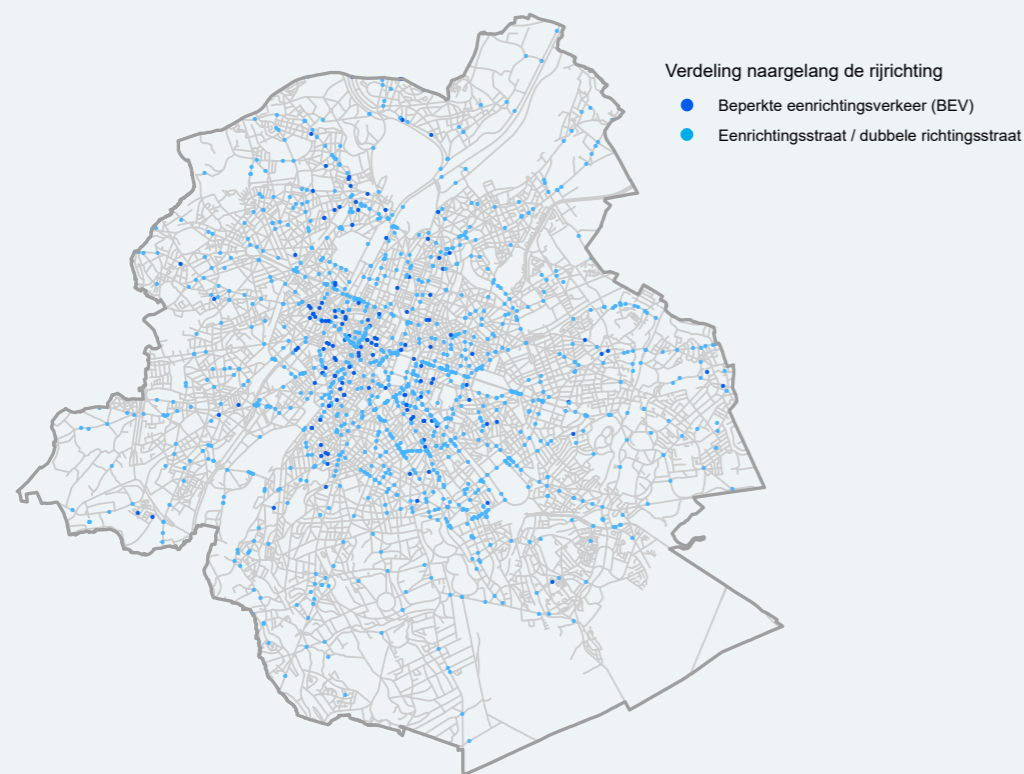 Verdeling naargelang de rijrichting
Beperkte eenrichtingsverkeer (BEV)
Eenrichtingsstraat / dubbele richtingsstraat